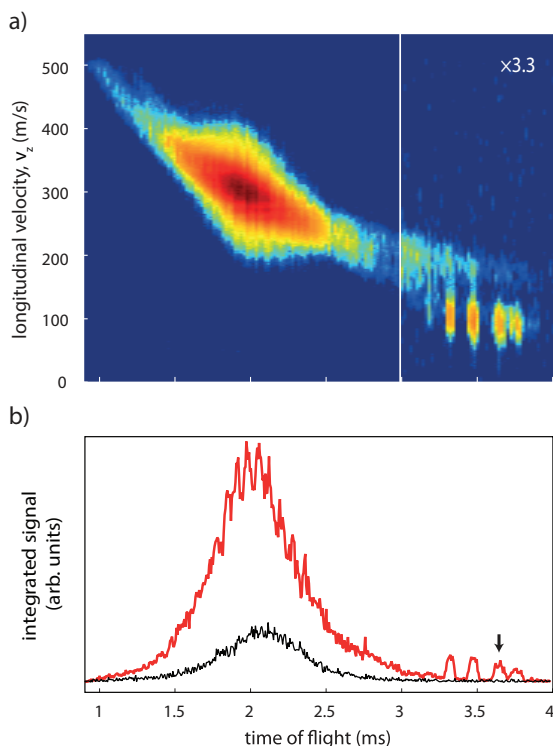 a)
×3.3
500
400
300
200
100
0
longitudinal velocity, v_z (m/s)
b)
integrated signal
(arb. units)
1 1.5 2 2.5 3 3.5 4
time of flight (ms)